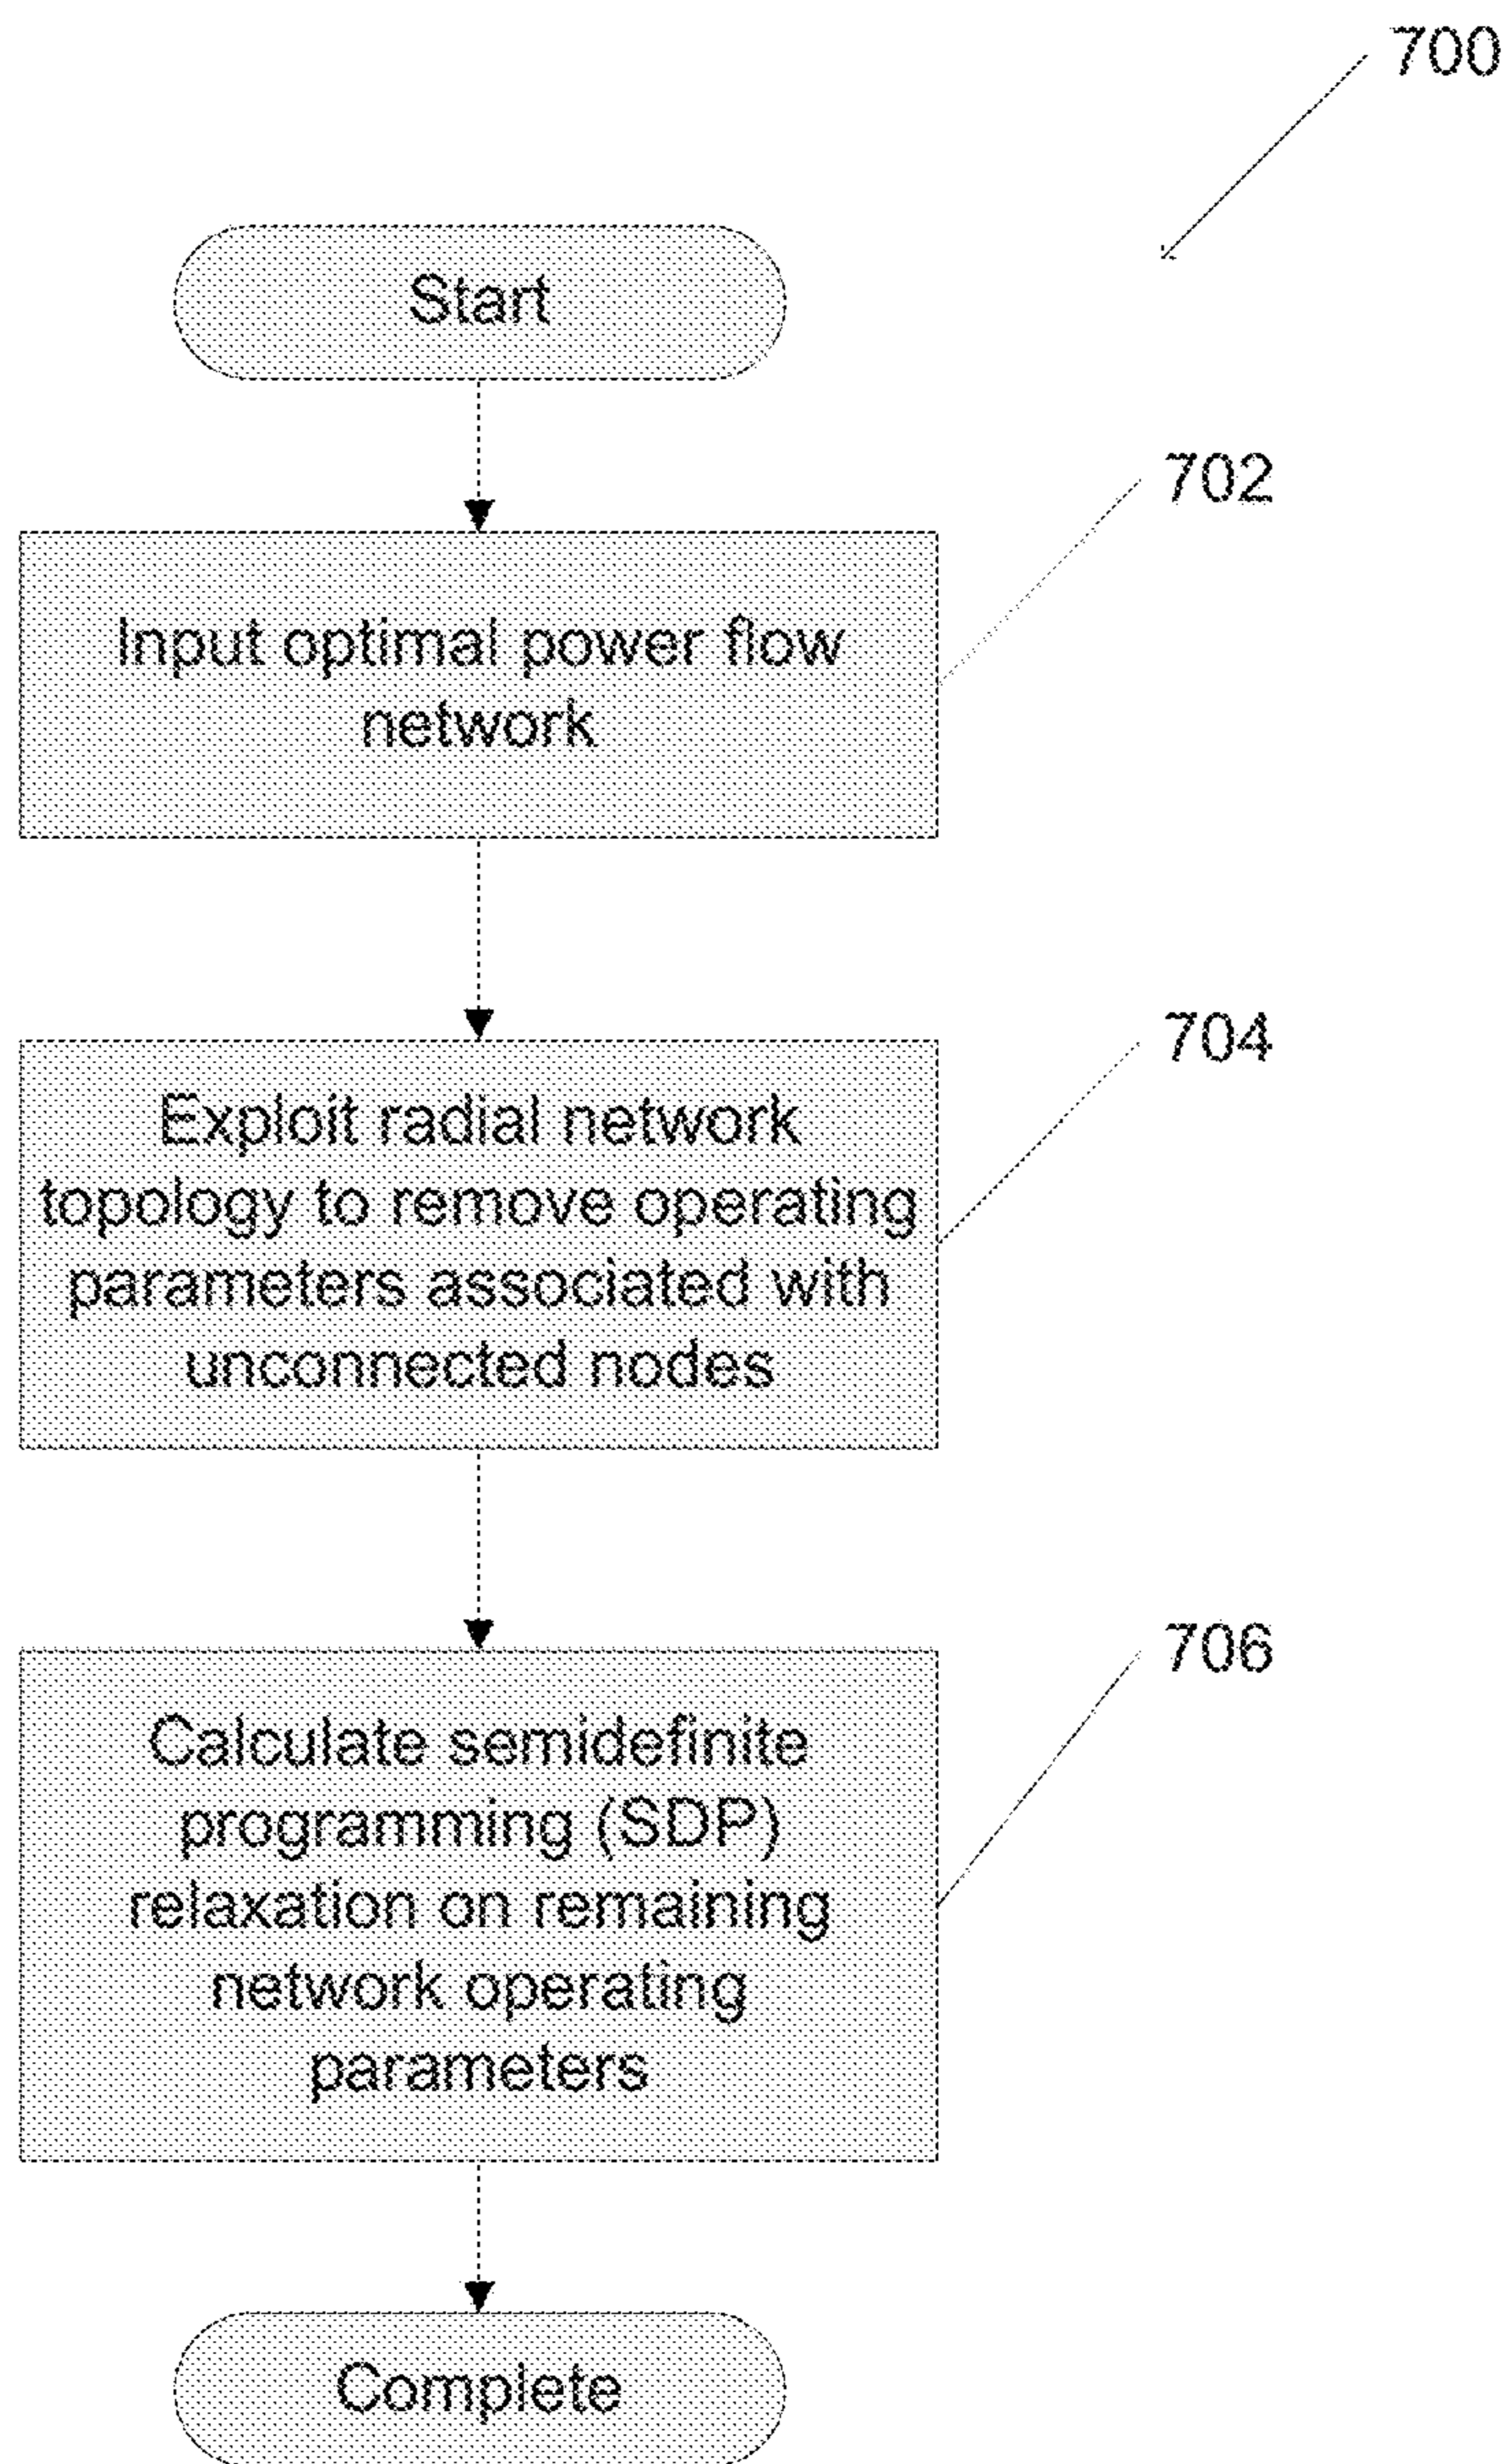 700
Start
702
Input optimal power flow
network
704
Exploit radial network
topology to remove operating
parameters associated with
unconnected nodes
706
Calculate semidefinite
programming (SDP)
relaxation on remaining
network operating
parameters
Complete